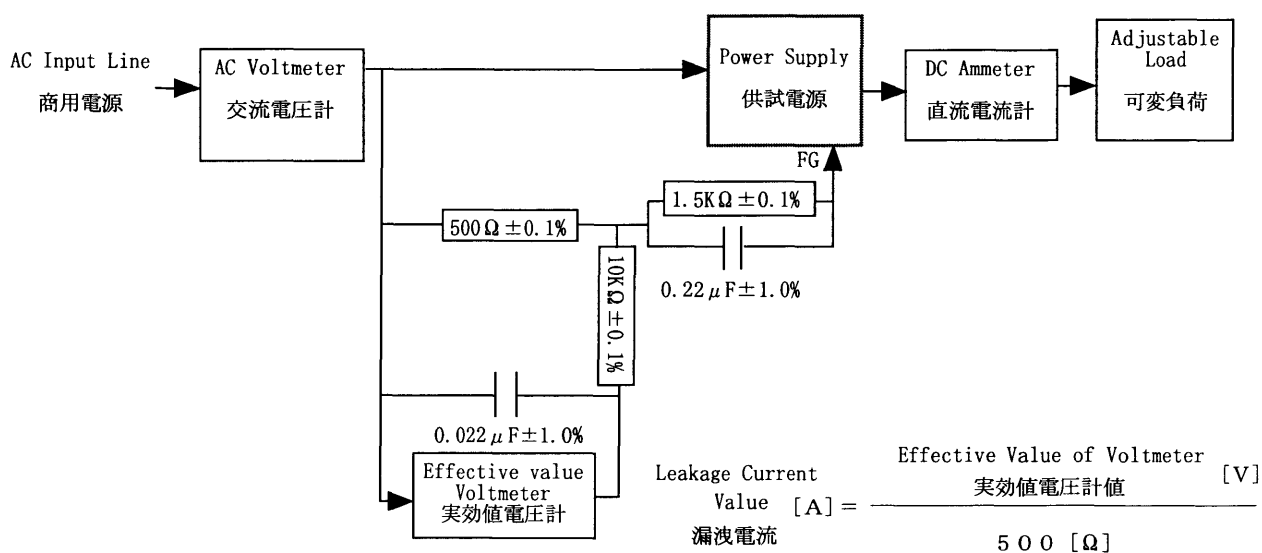 AC Input Line
商用電源
AC Voltmeter
交流電圧計
Power Supply
供試電源
DC Ammeter
直流電流計
Adjustable
Load
可変負荷
FG
1.5KΩ±0.1%
500Ω±0.1%
0.22μF±1.0%
10KΩ±0.1%
0.022μF±1.0%
Effective value
Voltmeter
実効値電圧計
Leakage Current
Value [A]=
漏洩電流
Effective Value of Voltmeter
実効値電圧計値 [V]
500 [Ω]